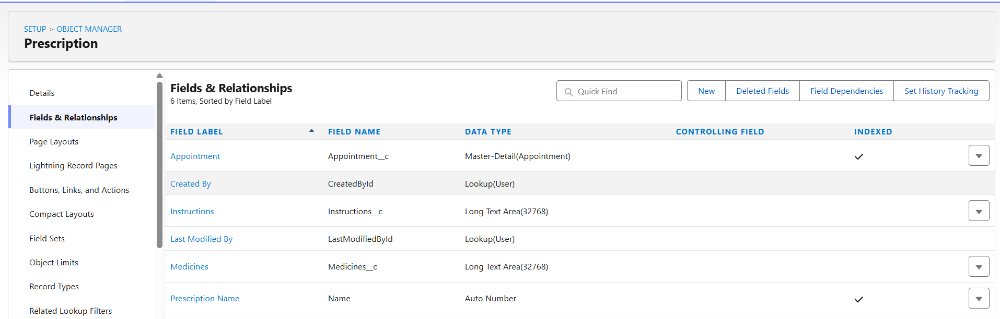 SETUP > OBJECT MANAGER
Prescription
Details
Fields & Relationships
Page Layouts
Lightning Record Pages
Buttons, Links, and Actions
Compact Layouts
Field Sets
Object Limits
Record Types
Related Lookup Filters
Fields & Relationships
6 Items, Sorted by Field Label
Quick Find
New
Deleted Fields
Field Dependencies
Set History Tracking
FIELD LABEL FIELD NAME DATA TYPE CONTROLLING FIELD INDEXED
Appointment Appointment__c Master-Detail(Appointment)
Created By CreatedById Lookup(User)
Instructions Instructions__c Long Text Area(32768)
Last Modified By LastModifiedById Lookup(User)
Medicines Medicines__c Long Text Area(32768)
Prescription Name Name Auto Number